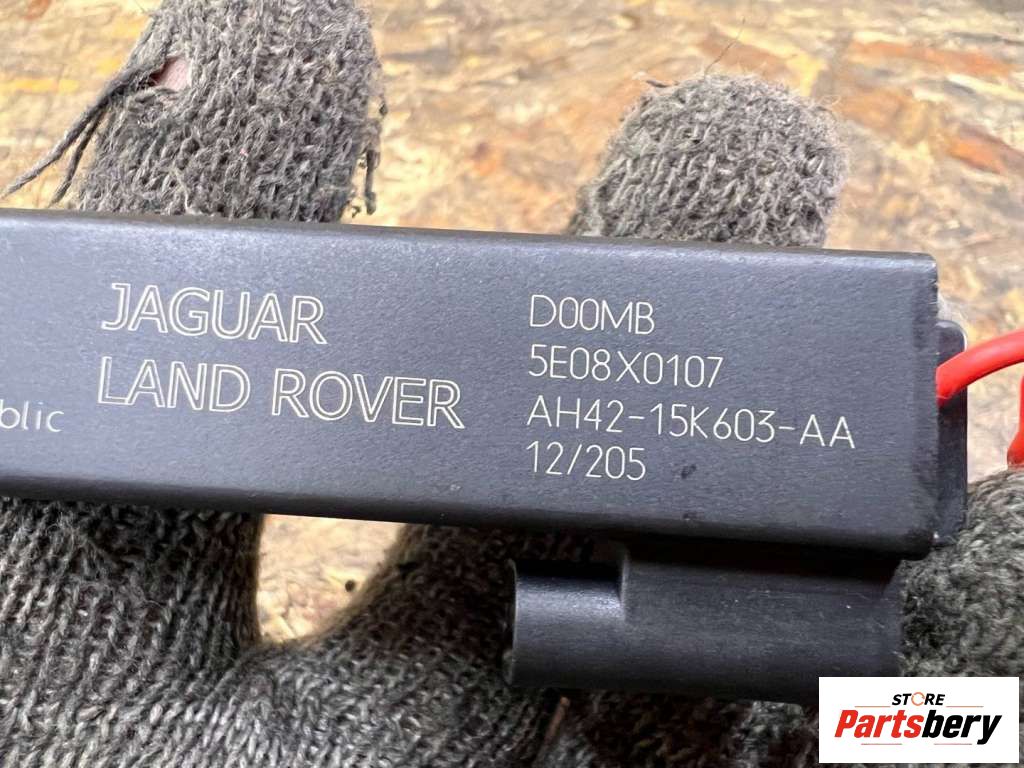 JAGUAR
LAND ROVER
blic
D00MB
5E08X0107
AH42-15K603-AA
12/205
STORE
Partsbery